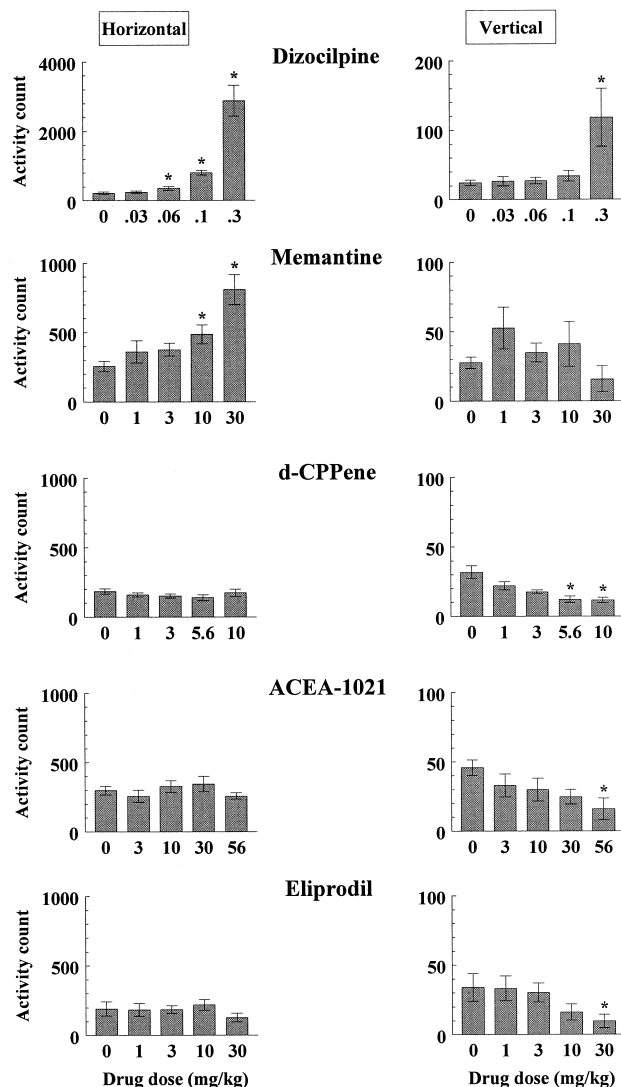 Horizontal
Vertical
Dizocilpine
Activity count
4000
2000
0
*
*
*
0 .03 .06 .1 .3
200
100
0
*
0 .03 .06 .1 .3
Memantine
Activity count
1000
500
0
*
*
0 1 3 10 30
100
50
0
0 1 3 10 30
d-CPPene
Activity count
1000
500
0
0 1 3 5.6 10
100
50
0
* *
0 1 3 5.6 10
ACEA-1021
Activity count
1000
500
0
0 3 10 30 56
100
50
0
*
0 3 10 30 56
Eliprodil
Activity count
1000
500
0
0 1 3 10 30
Drug dose (mg/kg)
100
50
0
*
0 1 3 10 30
Drug dose (mg/kg)